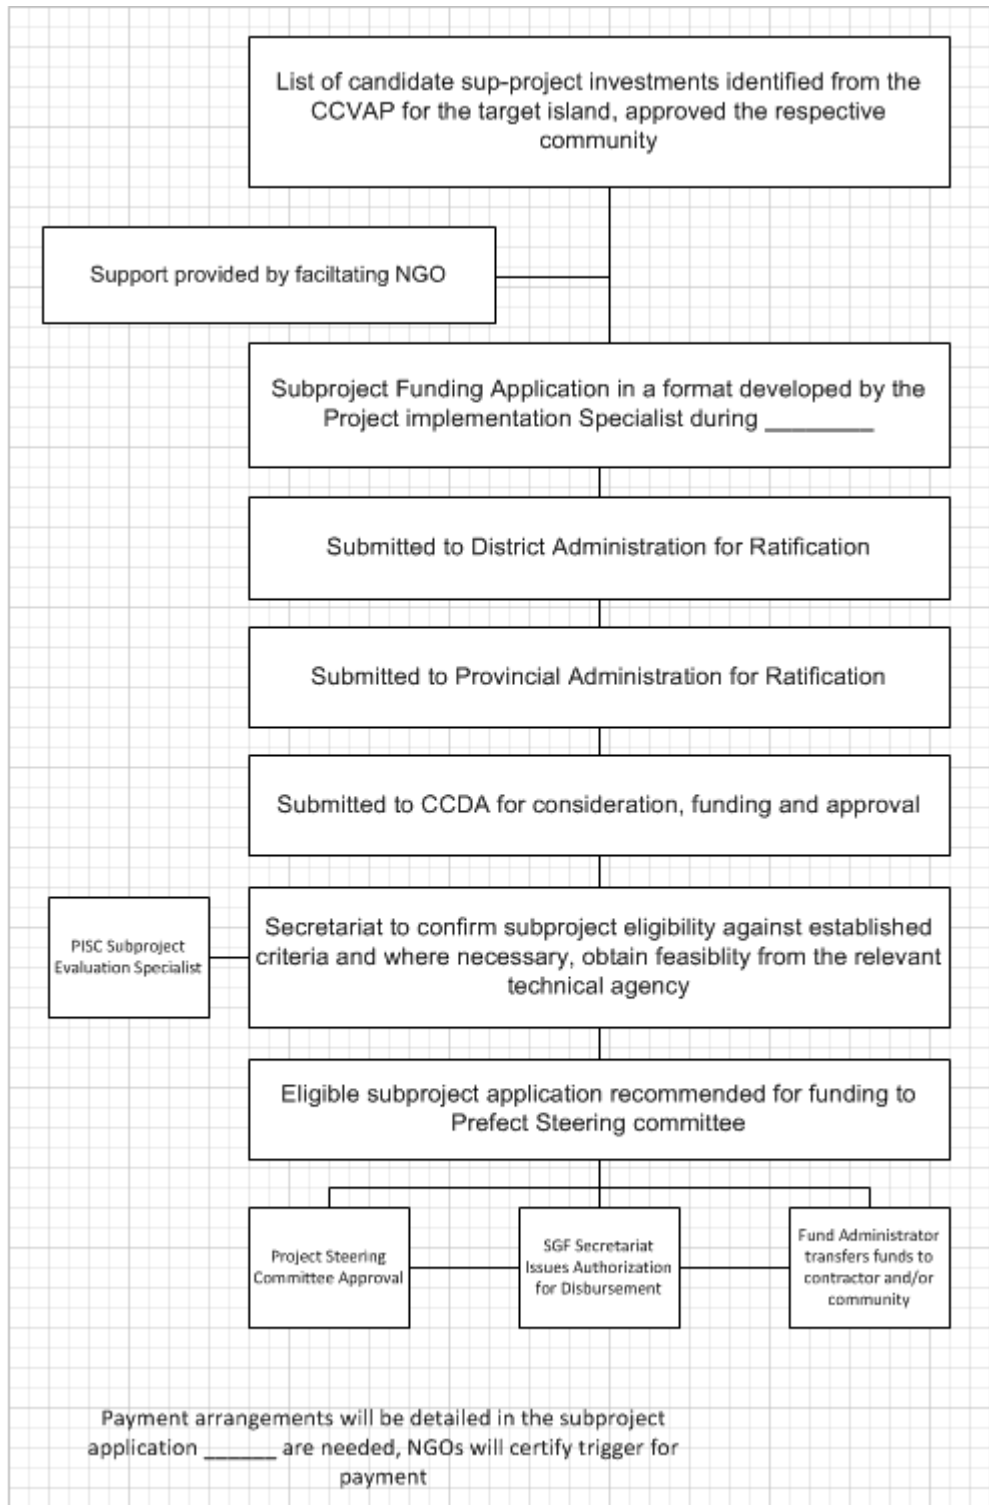 List of candidate sup-project investments identified from the
CCVAP for the target island, approved the respective
community
Support provided by faciltating NGO
Subproject Funding Application in a format developed by the
Project implementation Specialist during ________
Submitted to District Administration for Ratification
Submitted to Provincial Administration for Ratification
Submitted to CCDA for consideration, funding and approval
PISC Subproject
Evaluation Specialist
Secretariat to confirm subproject eligibility against established
criteria and where necessary, obtain feasiblity from the relevant
technical agency
Eligible subproject application recommended for funding to
Prefect Steering committee
Project Steering
Committee Approval
SGF Secretariat
Issues Authorization
for Disbursement
Fund Administrator
transfers funds to
contractor and/or
community
Payment arrangements will be detailed in the subproject
application ______ are needed, NGOs will certify trigger for
payment